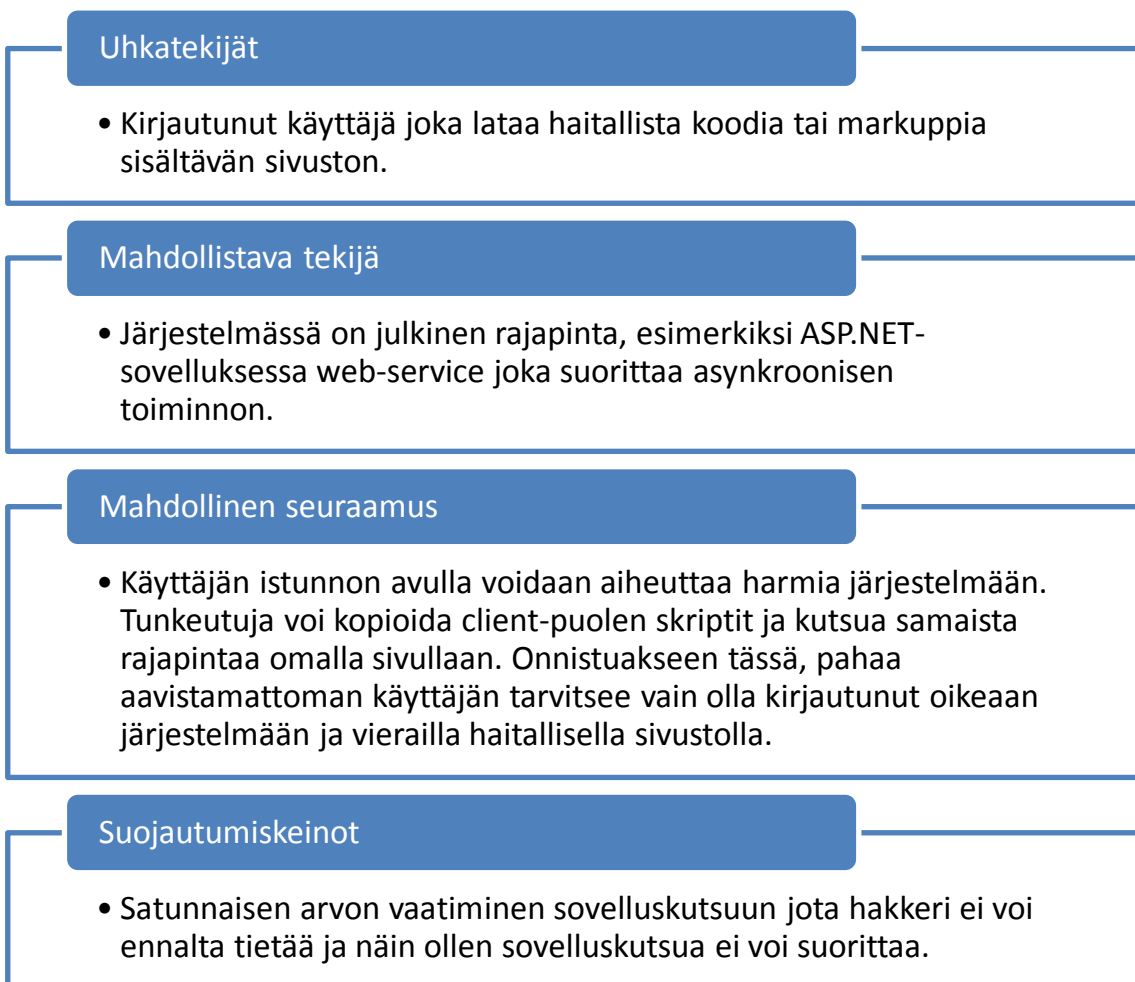 Uhkatekijät
• Kirjautunut käyttäjä joka lataa haitallista koodia tai markuppia
sisältävän sivuston.
Mahdollistava tekijä
• Järjestelmässä on julkinen rajapinta, esimerkiksi ASP.NET-
sovelluksessa web-service joka suorittaa asynkroonisen
toiminnon.
Mahdollinen seuraamus
• Käyttäjän istunnon avulla voidaan aiheuttaa harmia järjestelmään.
Tunkeutuja voi kopioida client-puolen skriptit ja kutsua samaista
rajapintaa omalla sivullaan. Onnistuakseen tässä, pahaa
aavistamattoman käyttäjän tarvitsee vain olla kirjautunut oikeaan
järjestelmään ja vierailla haitallisella sivustolla.
Suojautumiskeinot
• Satunnaisen arvon vaatiminen sovelluskutsuun jota hakkeri ei voi
ennalta tietää ja näin ollen sovelluskutsua ei voi suorittaa.